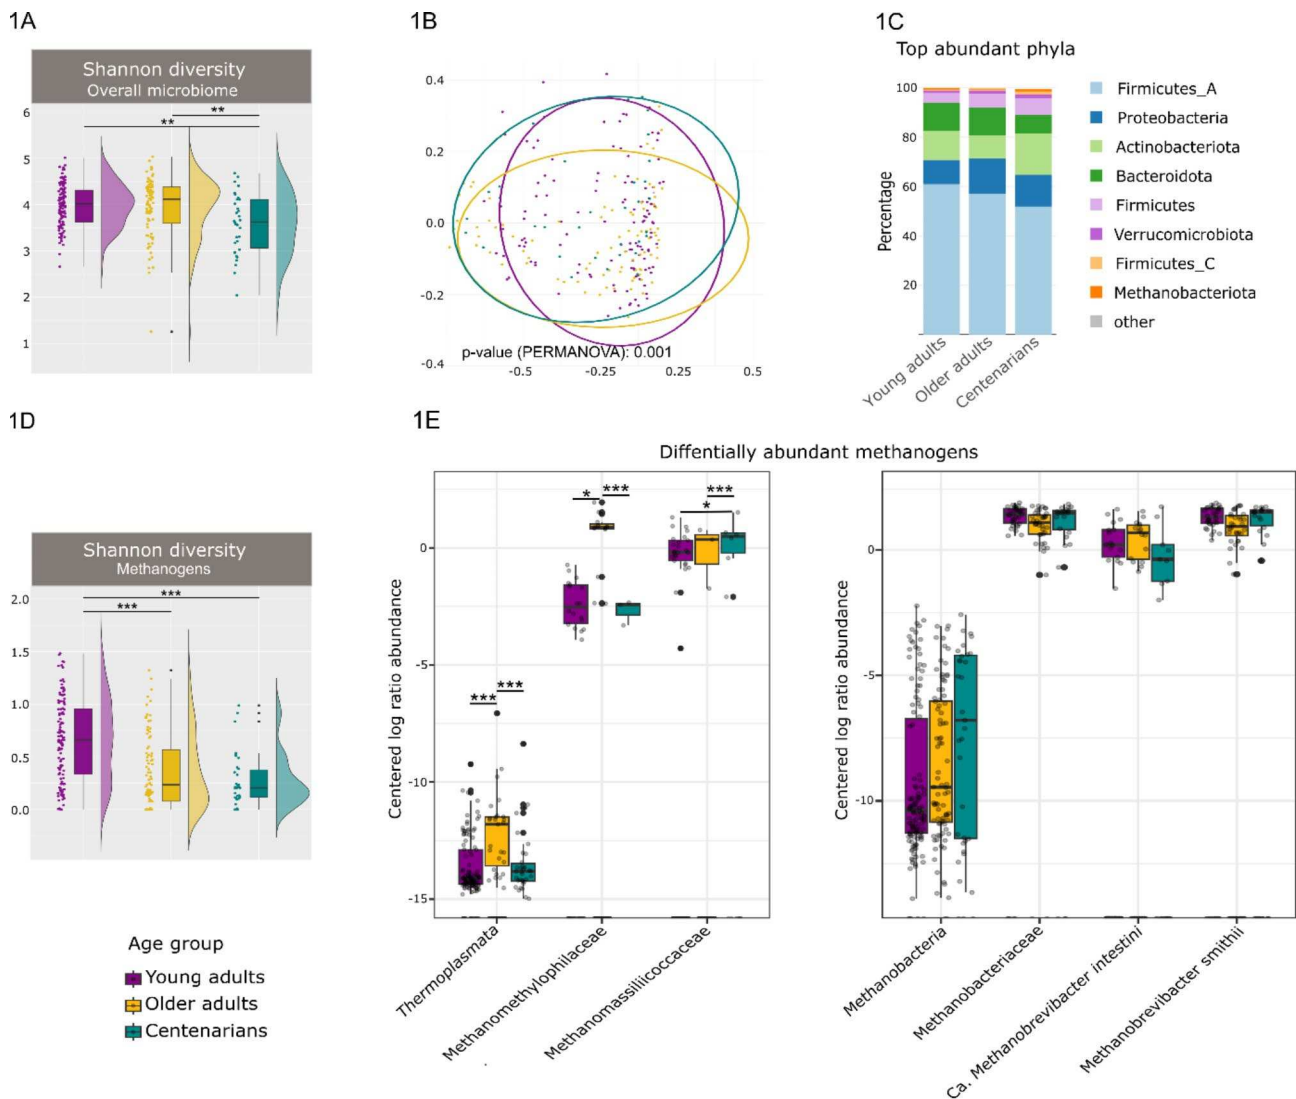 1A
Shannon diversity
Overall microbiome
**
**
6
5
4
3
2
1
1B
0.4
0.2
0.0
-0.2
-0.4
p-value (PERMANOVA): 0.001
-0.5
-0.25
0.25
0.5
1C
Top abundant phyla
Percentage
100
80
60
40
20
Young adults
Older adults
Centenarians
Firmicutes_A
Proteobacteria
Actinobacteriota
Bacteroidota
Firmicutes
Verrucomicrobiota
Firmicutes_C
Methanobacteriota
other
1D
Shannon diversity
Methanogens
***
***
2.0
1.5
1.0
0.5
0.0
Age group
Young adults
Older adults
Centenarians
1E
Diffentially abundant methanogens
Centered log ratio abundance
0
-5
-10
-15
***
***
*
***
***
*
Thermoplasmata
Methanomethylophilaceae
Methanomassiliicoccaceae
Centered log ratio abundance
0
-5
-10
Methanobacteria
Methanobacteriaceae
Ca. Methanobrevibacter intestini
Methanobrevibacter smithii